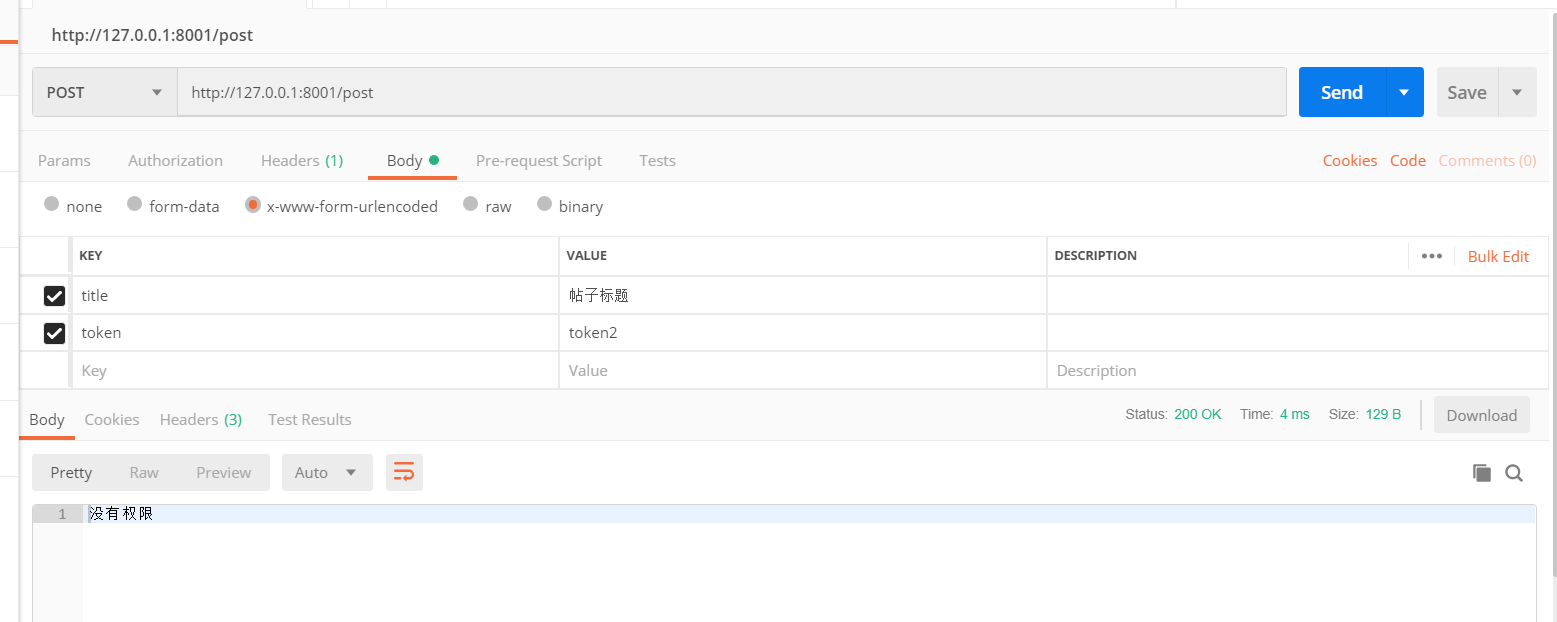 http://127.0.0.1:8001/post
POST http://127.0.0.1:8001/post Send Save
Params Authorization Headers (1) Body Pre-request Script Tests Cookies Code Comments (0)
none form-data x-www-form-urlencoded raw binary
KEY VALUE DESCRIPTION ••• Bulk Edit
title 帖子标题
token token2
Key Value Description
Body Cookies Headers (3) Test Results Status: 200 OK Time: 4 ms Size: 129 B Download
Pretty Raw Preview Auto
1 没有权限